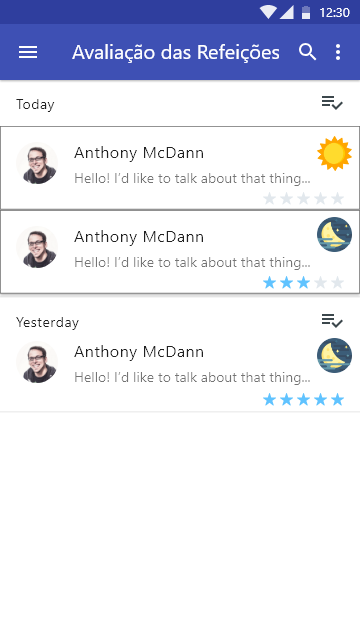 12:30
Avaliação das Refeições
Today
Anthony McDann
Hello! I'd like to talk about that thing...
Anthony McDann
Hello! I'd like to talk about that thing...
Yesterday
Anthony McDann
Hello! I'd like to talk about that thing...